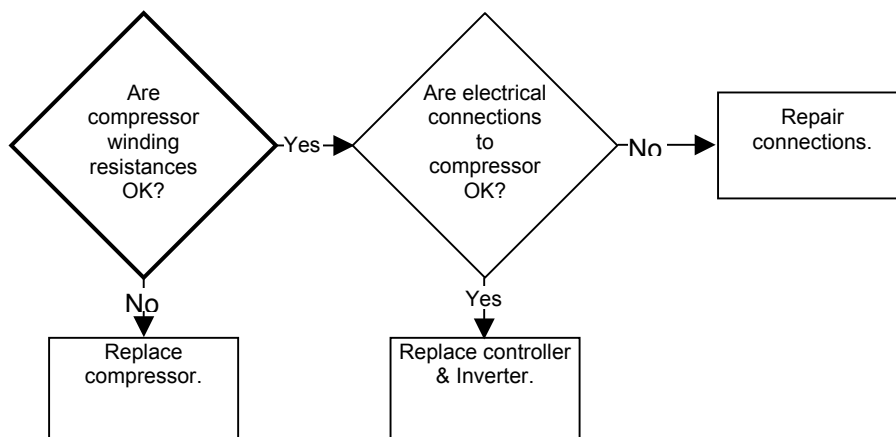 Are
compressor
winding
resistances
OK?
Yes
Are electrical
connections
to
compressor
OK?
No
Repair
connections.
No
Replace
compressor.
Yes
Replace controller
& Inverter.